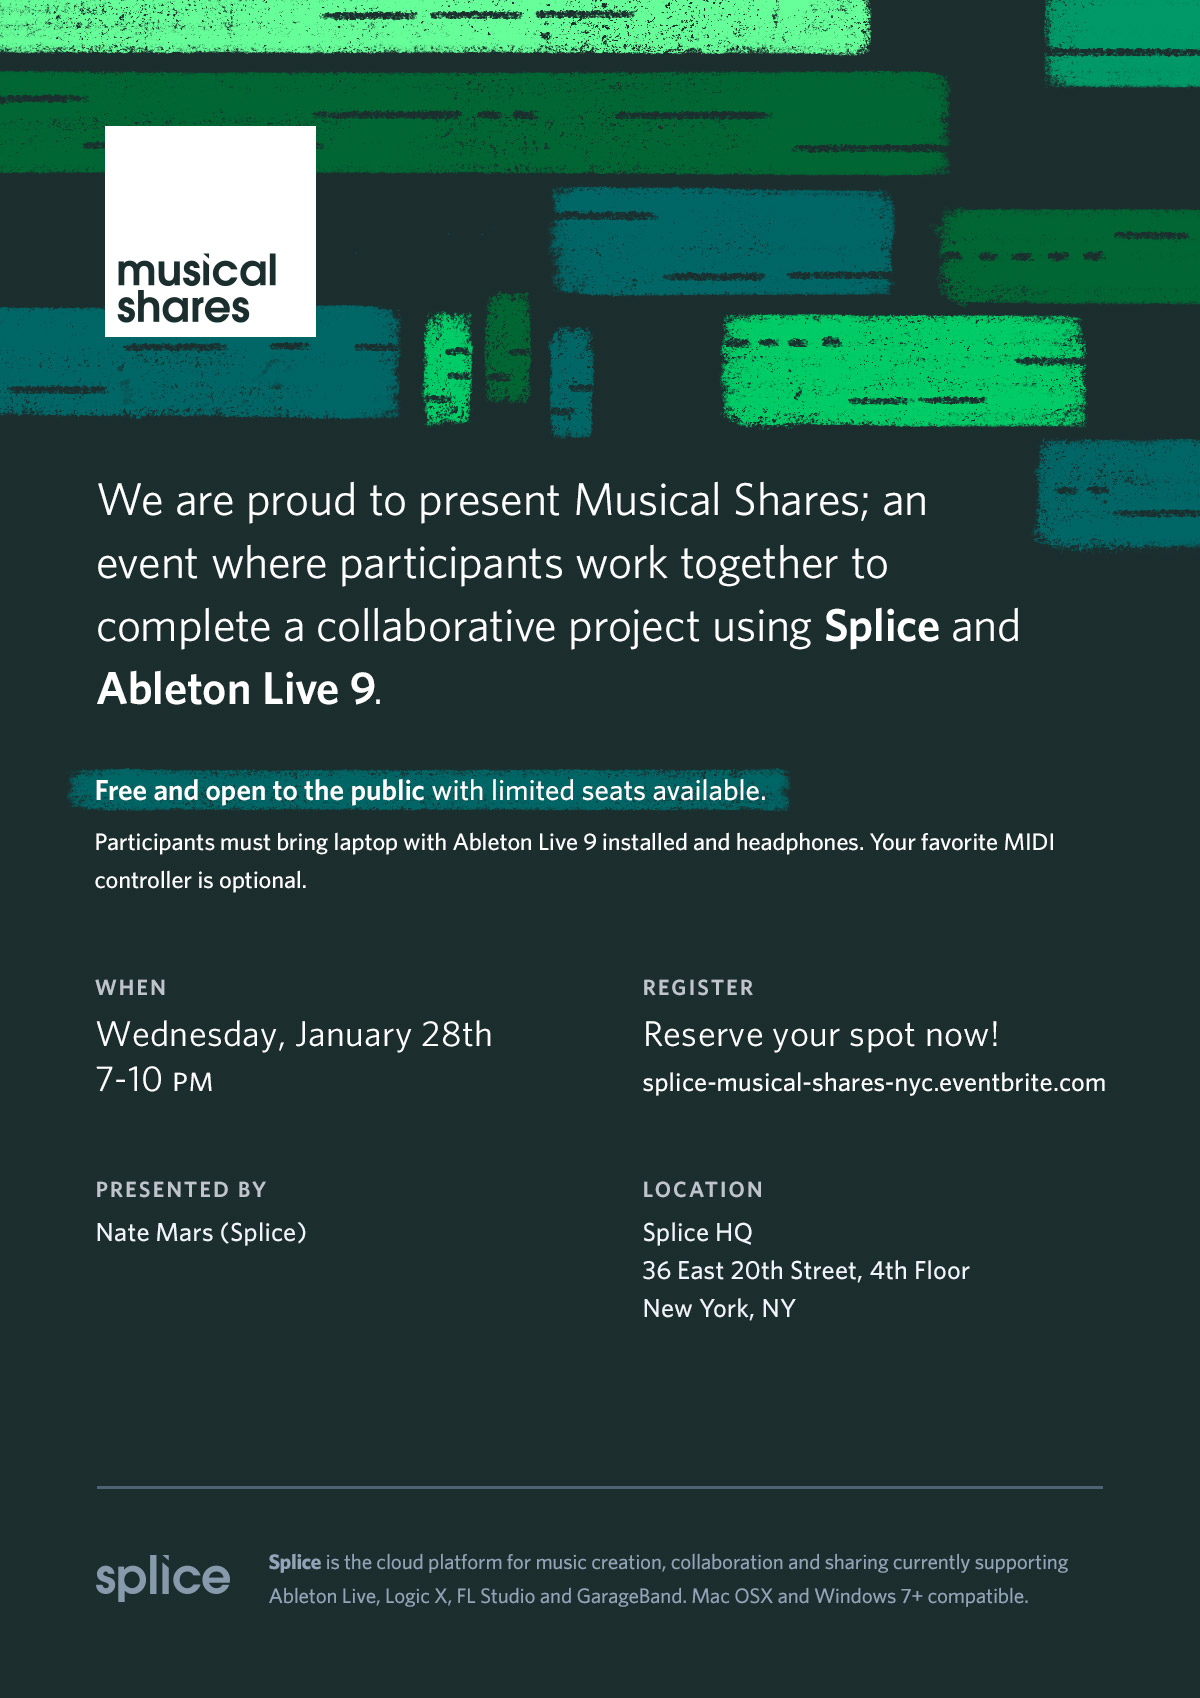 musical
shares
We are proud to present Musical Shares; an
event where participants work together to
complete a collaborative project using Splice and
Ableton Live 9.
Free and open to the public with limited seats available.
Participants must bring laptop with Ableton Live 9 installed and headphones. Your favorite MIDI
controller is optional.
WHEN
Wednesday, January 28th
7-10 PM
REGISTER
Reserve your spot now!
splice-musical-shares-nyc.eventbrite.com
PRESENTED BY
Nate Mars (Splice)
LOCATION
Splice HQ
36 East 20th Street, 4th Floor
New York, NY
splice
Splice is the cloud platform for music creation, collaboration and sharing currently supporting
Ableton Live, Logic X, FL Studio and GarageBand. Mac OSX and Windows 7+ compatible.